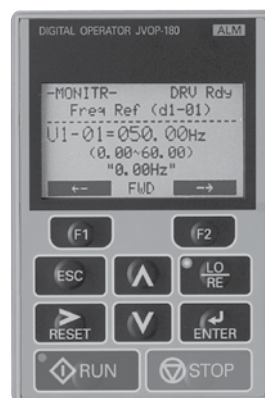 DIGITAL OPERATOR JVOP-180 ALM
-MONITR- DRV Rdy
Freq Ref (d1-01)
U1-01=050.00Hz
(0.00~60.00)
"0.00Hz"
←- FWD -→
F1 F2
ESC ∧ LO RE
RESET ∨ ENTER
RUN STOP